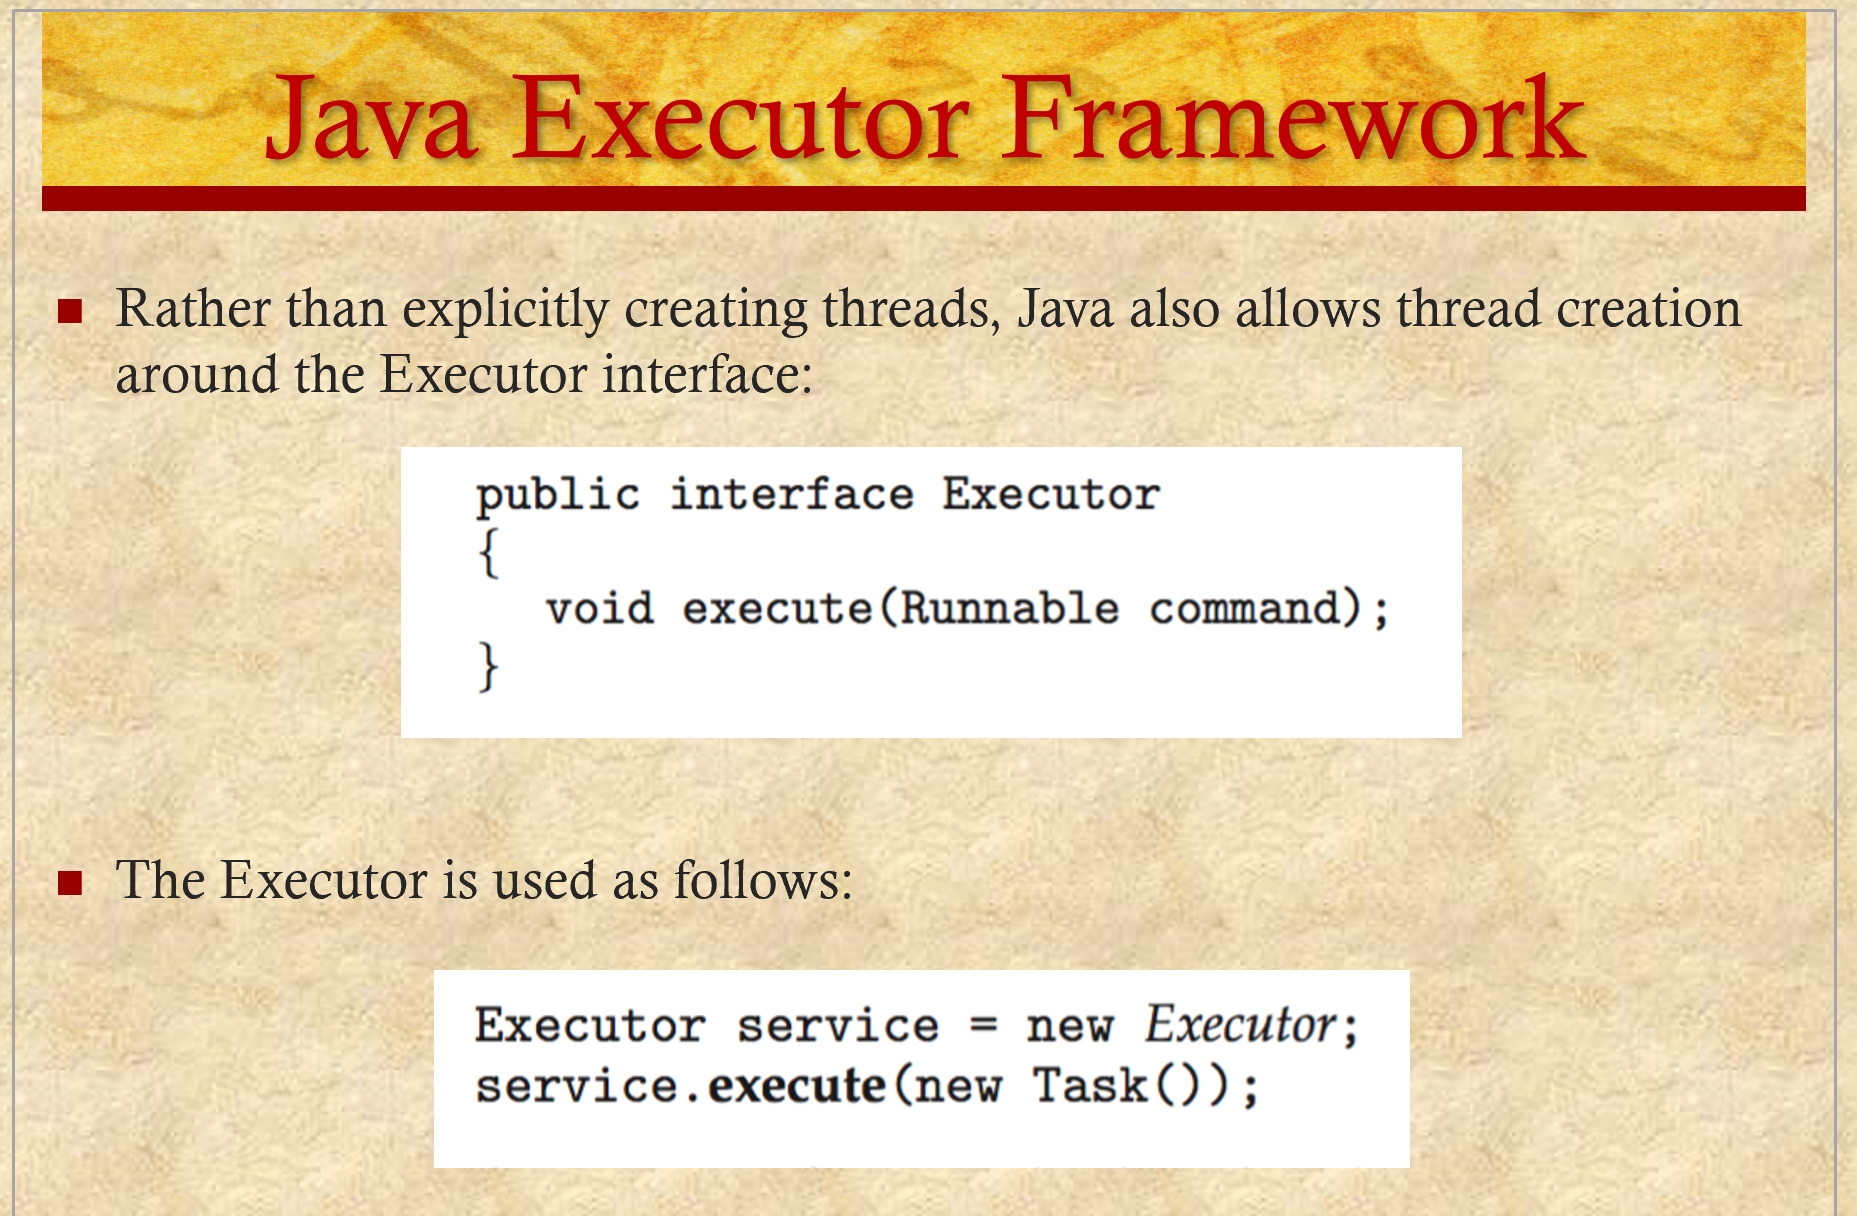 Java Executor Framework
Rather than explicitly creating threads, Java also allows thread creation
around the Executor interface:
public interface Executor
{
void execute(Runnable command);
}
The Executor is used as follows:
Executor service = new Executor;
service.execute(new Task());